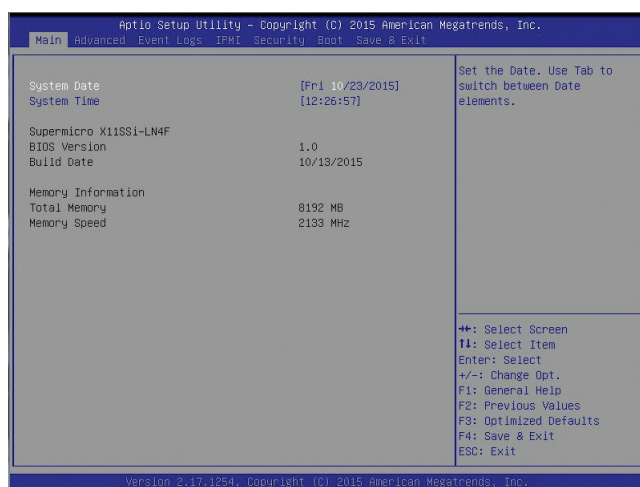 Aptio Setup Utility - Copyright (C) 2015 American Megatrends, Inc.
Main Advanced Event Logs IPMI Security Boot Save & Exit
System Date [Fri 10/23/2015]
System Time [12:26:57]
Supermicro X11SSi-LN4F
BIOS Version 1.0
Build Date 10/13/2015
Memory Information
Total Memory 8192 MB
Memory Speed 2133 MHz
Set the Date. Use Tab to
switch between Date
elements.
→←: Select Screen
↑↓: Select Item
Enter: Select
+/-: Change Opt.
F1: General Help
F2: Previous Values
F3: Optimized Defaults
F4: Save & Exit
ESC: Exit
Version 2.17.1254. Copyright (C) 2015 American Megatrends, Inc.